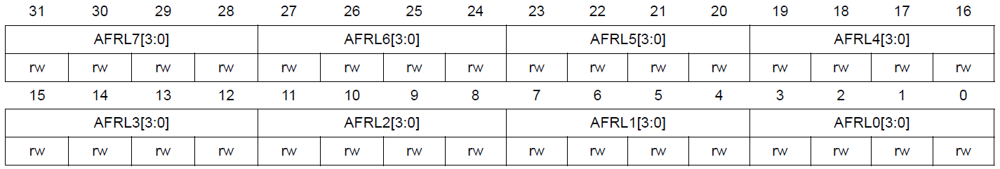 31 30 29 28 27 26 25 24 23 22 21 20 19 18 17 16
AFRL7[3:0] AFRL6[3:0] AFRL5[3:0] AFRL4[3:0]
rw rw rw rw rw rw rw rw rw rw rw rw rw rw rw rw
15 14 13 12 11 10 9 8 7 6 5 4 3 2 1 0
AFRL3[3:0] AFRL2[3:0] AFRL1[3:0] AFRL0[3:0]
rw rw rw rw rw rw rw rw rw rw rw rw rw rw rw rw